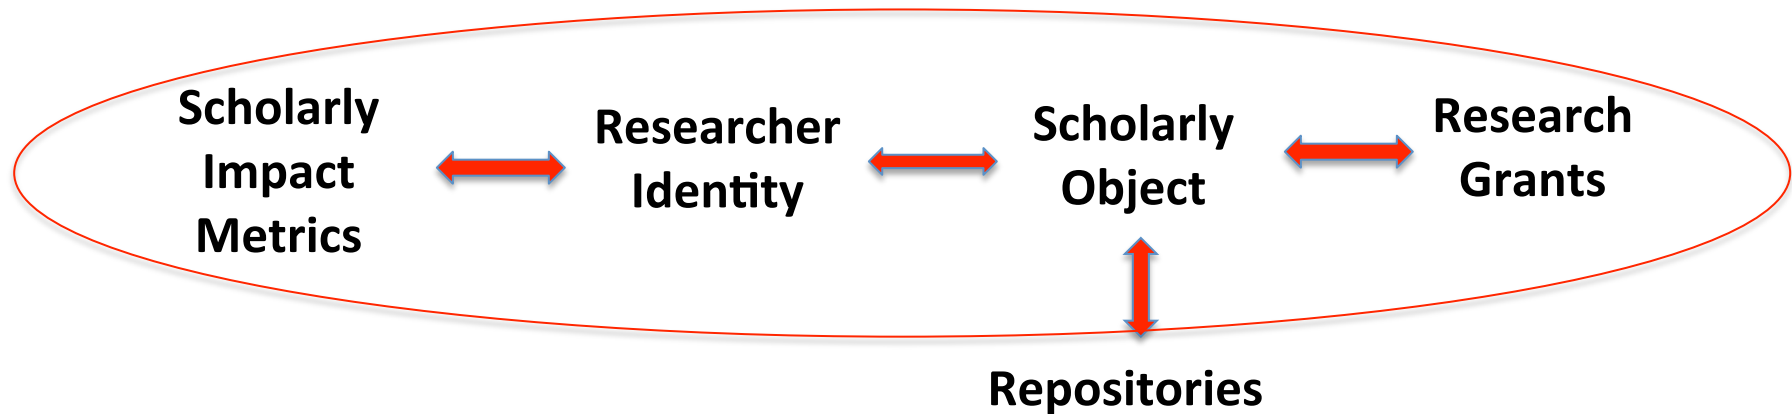 Scholarly
Impact
Metrics
Researcher
Identity
Scholarly
Object
Research
Grants
Repositories